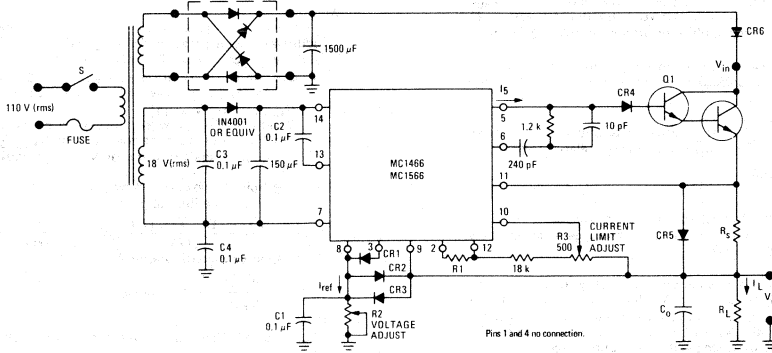 CR6
S
1500 µF
V_in
I_5
CR4
Q1
110 V (rms)
FUSE
IN4001
OR EQUIV
C2
0.1 µF
14
5
1.2 k
10 pF
6
240 pF
18 V(rms)
C3
0.1 µF
150 µF
13
MC1466
MC1566
11
7
10
CURRENT
LIMIT
ADJUST
R3
500
CR5
R_s
C4
0.1 µF
8
3
9
2
12
CR1
CR2
CR3
R1
18 k
I_ref
I_L
V
C1
0.1 µF
R2
VOLTAGE
ADJUST
C_o
R_L
Pins 1 and 4 no connection.